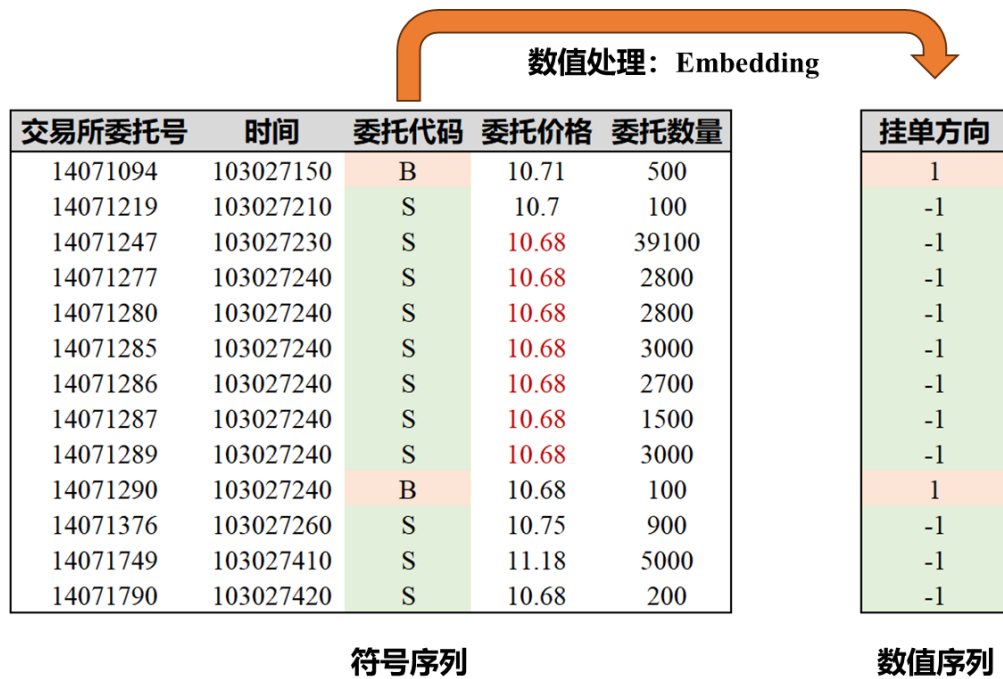 数值处理：Embedding
交易所委托号 时间 委托代码 委托价格 委托数量 挂单方向
14071094 103027150 B 10.71 500 1
14071219 103027210 S 10.7 100 -1
14071247 103027230 S 10.68 39100 -1
14071277 103027240 S 10.68 2800 -1
14071280 103027240 S 10.68 2800 -1
14071285 103027240 S 10.68 3000 -1
14071286 103027240 S 10.68 2700 -1
14071287 103027240 S 10.68 1500 -1
14071289 103027240 S 10.68 3000 -1
14071290 103027240 B 10.68 100 1
14071376 103027260 S 10.75 900 -1
14071749 103027410 S 11.18 5000 -1
14071790 103027420 S 10.68 200 -1
符号序列 数值序列